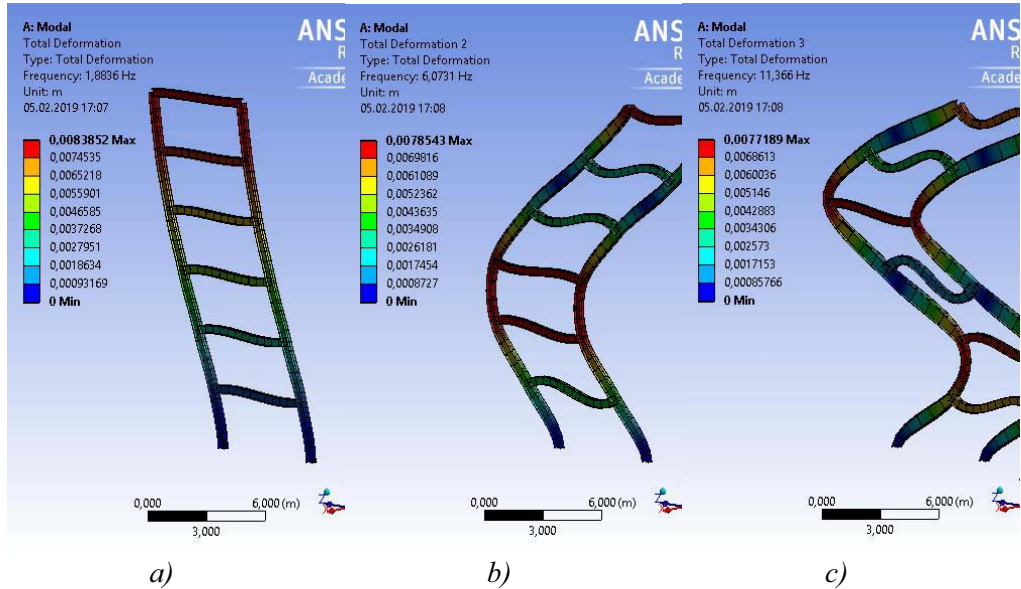 A: Modal
Total Deformation
Type: Total Deformation
Frequency: 1,8836 Hz
Unit: m
05.02.2019 17:07
ANS
R
Acade
0,0083852 Max
0,0074535
0,0065218
0,0055901
0,0046585
0,0037268
0,0027951
0,0018634
0,00093169
0 Min
0,000
6,000 (m)
3,000
Z
A: Modal
Total Deformation 2
Type: Total Deformation
Frequency: 6,0731 Hz
Unit: m
05.02.2019 17:08
ANS
R
Acade
0,0078543 Max
0,0069816
0,0061089
0,0052362
0,0043635
0,0034908
0,0026181
0,0017454
0,0008727
0 Min
0,000
6,000 (m)
3,000
Z
A: Modal
Total Deformation 3
Type: Total Deformation
Frequency: 11,366 Hz
Unit: m
05.02.2019 17:08
ANS
R
Acade
0,0077189 Max
0,0068613
0,0060036
0,005146
0,0042883
0,0034306
0,002573
0,0017153
0,00085766
0 Min
0,000
6,000 (m)
3,000
Z
a)
b)
c)